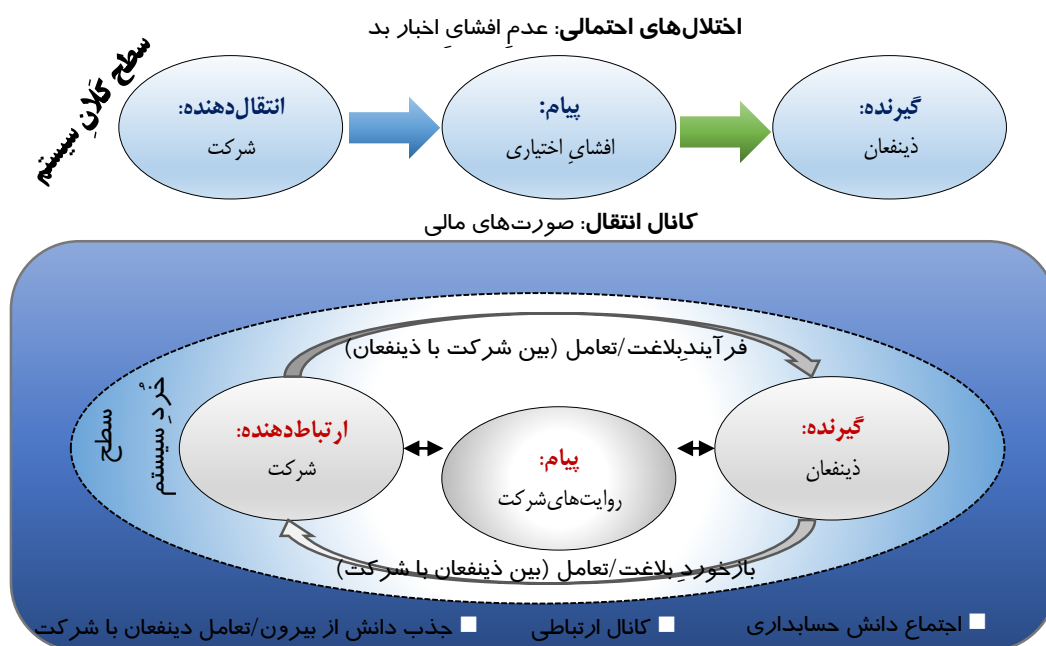 اختلال‌های احتمالی: عدمِ افشایِ اخبار بد
سطح کَلانِ سیستم
انتقال‌دهنده:
شرکت
پیام:
افشایِ اختیاری
گیرنده:
ذینفعان
کانال انتقال: صورت‌های مالی
فرآیندِبلاغت/تعامل (بین شرکت با ذینفعان)
سطح
خُردِ سیستم
ارتباط‌دهنده:
شرکت
پیام:
روایت‌های‌شرکت
گیرنده:
ذینفعان
بازخوردِ بلاغت/تعامل (بین ذینفعان با شرکت)
اجتماع دانش حسابداری
کانال ارتباطی
جذب دانش از بیرون/تعامل دینفعان با شرکت